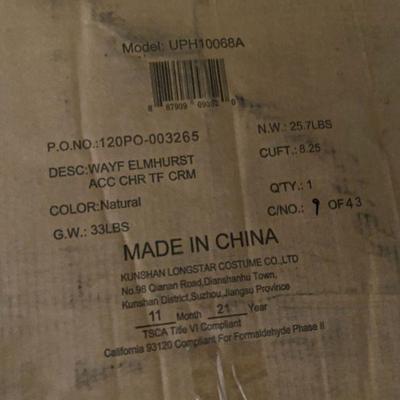 Model: UPH10068A
P.O.NO.:120PO-003265
N.W.: 25.7LBS
DESC:WAYF ELMHURST
ACC CHR TF CRM
CUFT.: 8.25
COLOR:Natural
QTY.: 1
G.W.: 33LBS
C/NO.: 9 OF 43
MADE IN CHINA
KUNSHAN LONGSTAR COSTUME CO.,LTD
No.98 Qianan Road,Dianshanhu Town,
Kunshan District,Suzhou,Jiangsu Province
11 Month 21 Year
TSCA Title VI Compliant
California 93120 Compliant For Formaldehyde Phase II